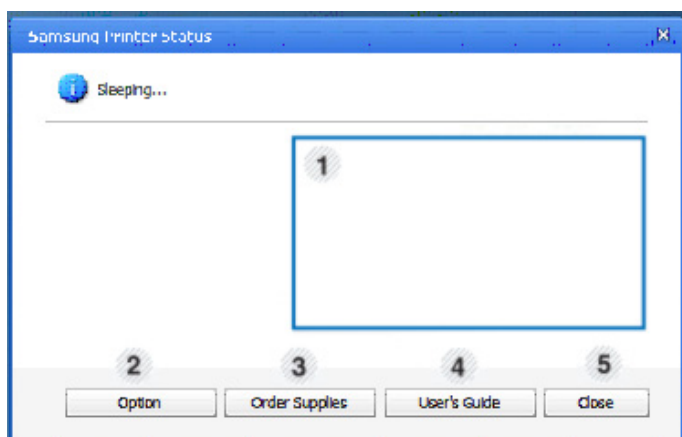 Samsung Printer Status
Sleeping...
1
2 3 4 5
Option Order Supplies User's Guide Close